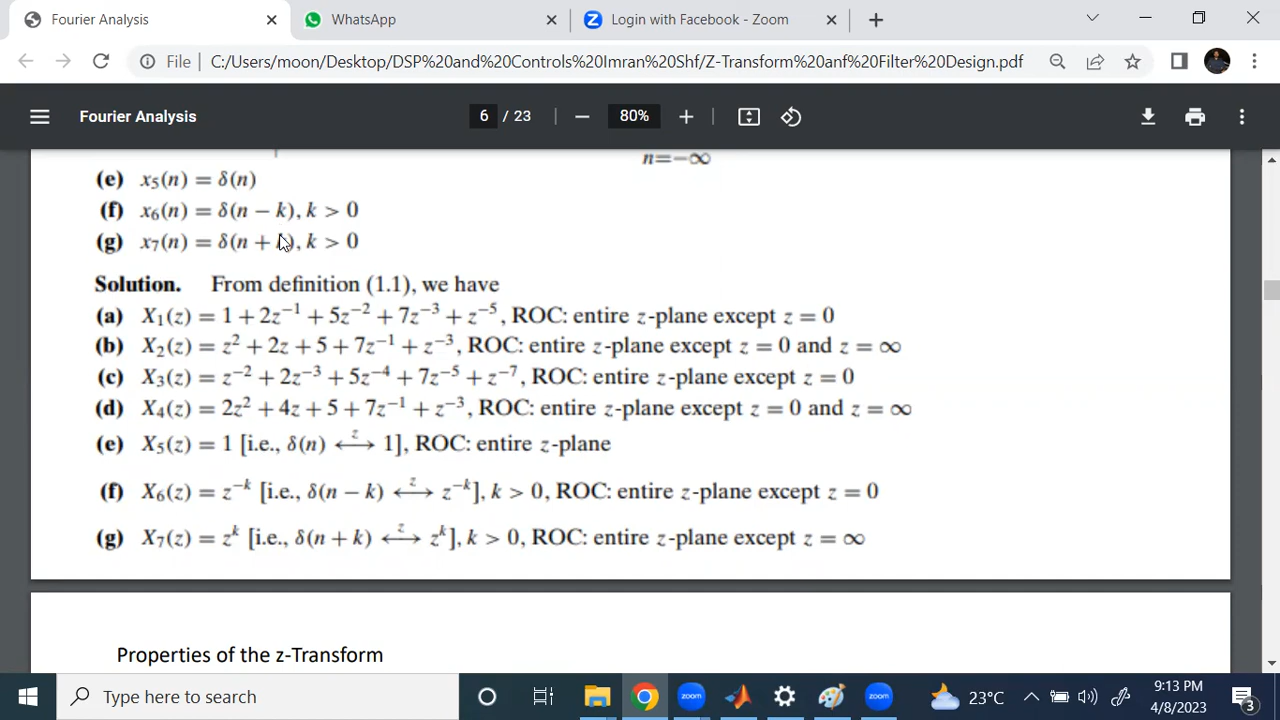 Fourier Analysis
WhatsApp
Login with Facebook - Zoom
File
C:/Users/moon/Desktop/DSP%20and%20Controls%20Imran%20Shf/Z-Transform%20anf%20Filter%20Design.pdf
Fourier Analysis
6 / 23
80%
n=−∞
(e) x₅(n) = δ(n)
(f) x₆(n) = δ(n − k), k > 0
(g) x₇(n) = δ(n + ), k > 0
Solution. From definition (1.1), we have
(a) X₁(z) = 1 + 2z⁻¹ + 5z⁻² + 7z⁻³ + z⁻⁵, ROC: entire z-plane except z = 0
(b) X₂(z) = z² + 2z + 5 + 7z⁻¹ + z⁻³, ROC: entire z-plane except z = 0 and z = ∞
(c) X₃(z) = z⁻² + 2z⁻³ + 5z⁻⁴ + 7z⁻⁵ + z⁻⁷, ROC: entire z-plane except z = 0
(d) X₄(z) = 2z² + 4z + 5 + 7z⁻¹ + z⁻³, ROC: entire z-plane except z = 0 and z = ∞
(e) X₅(z) = 1 [i.e., δ(n) ⟷ᶻ 1], ROC: entire z-plane
(f) X₆(z) = z⁻ᵏ [i.e., δ(n − k) ⟷ᶻ z⁻ᵏ], k > 0, ROC: entire z-plane except z = 0
(g) X₇(z) = zᵏ [i.e., δ(n + k) ⟷ᶻ zᵏ], k > 0, ROC: entire z-plane except z = ∞
Properties of the z-Transform
Type here to search
23°C
9:13 PM
4/8/2023
3